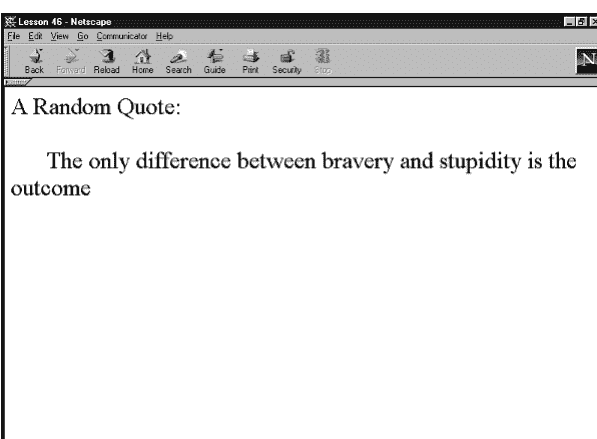 Lesson 46 - Netscape
File Edit View Go Communicator Help
Back Forward Reload Home Search Guide Print Security Stop
N
A Random Quote:
The only difference between bravery and stupidity is the
outcome